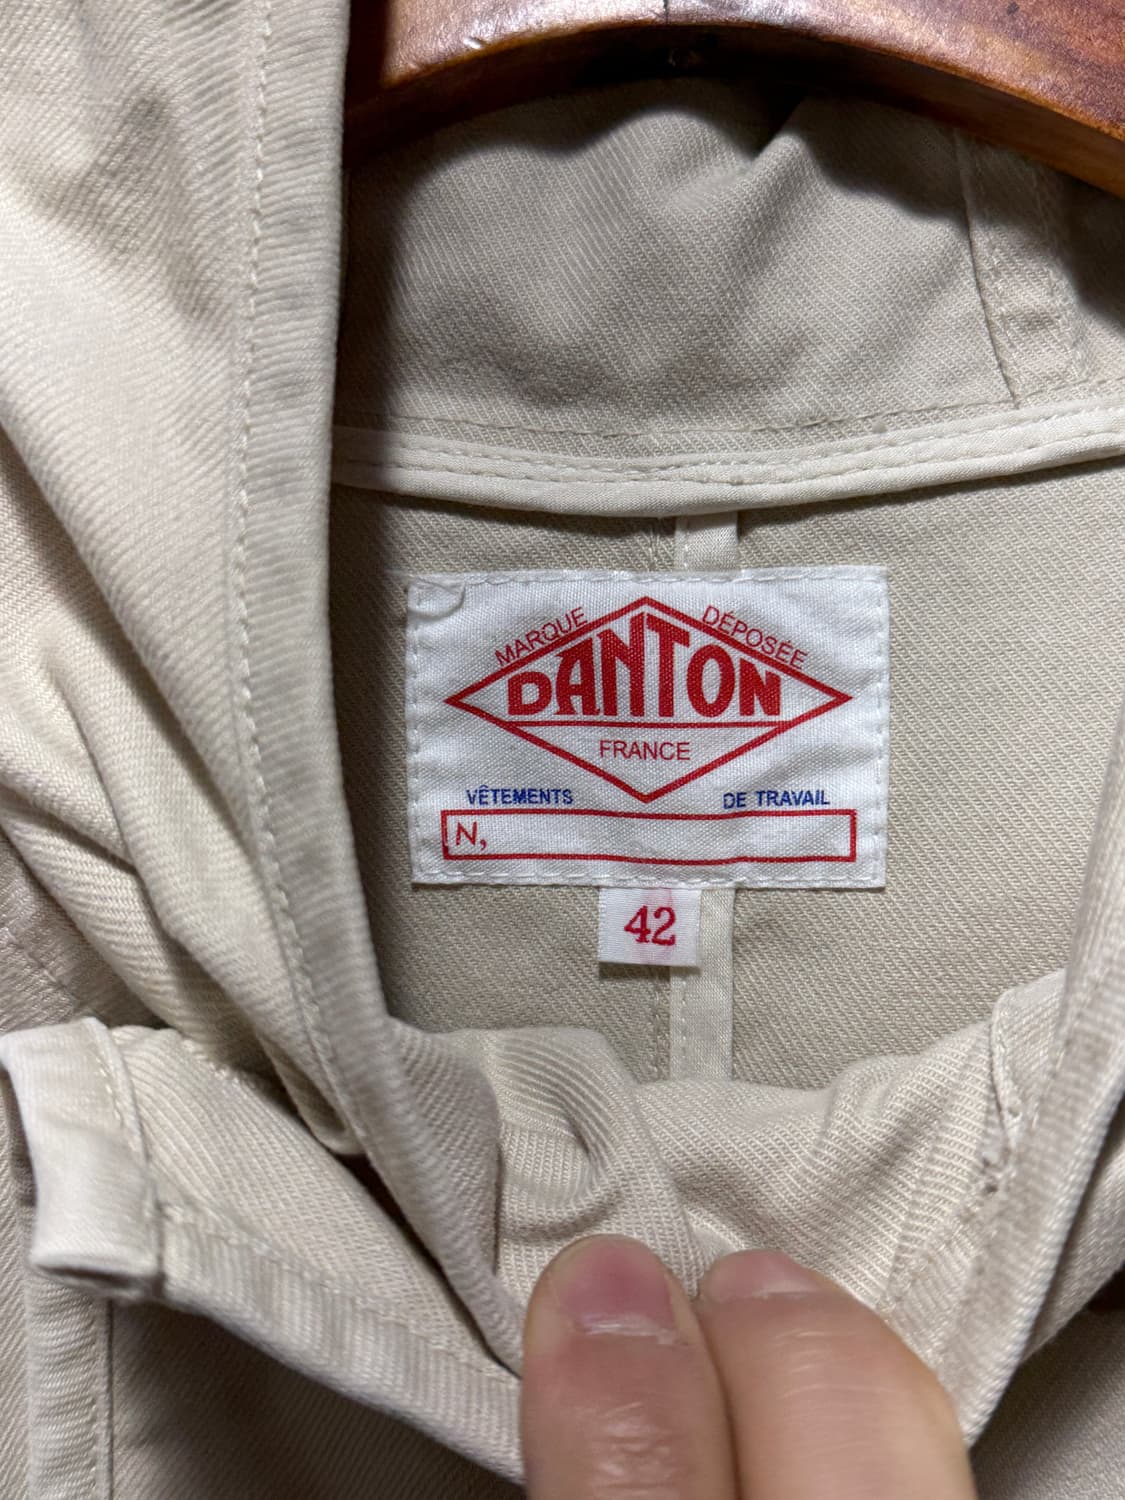 MARQUE DÉPOSÉE
DANTON
FRANCE
VÊTEMENTS DE TRAVAIL
N,
42